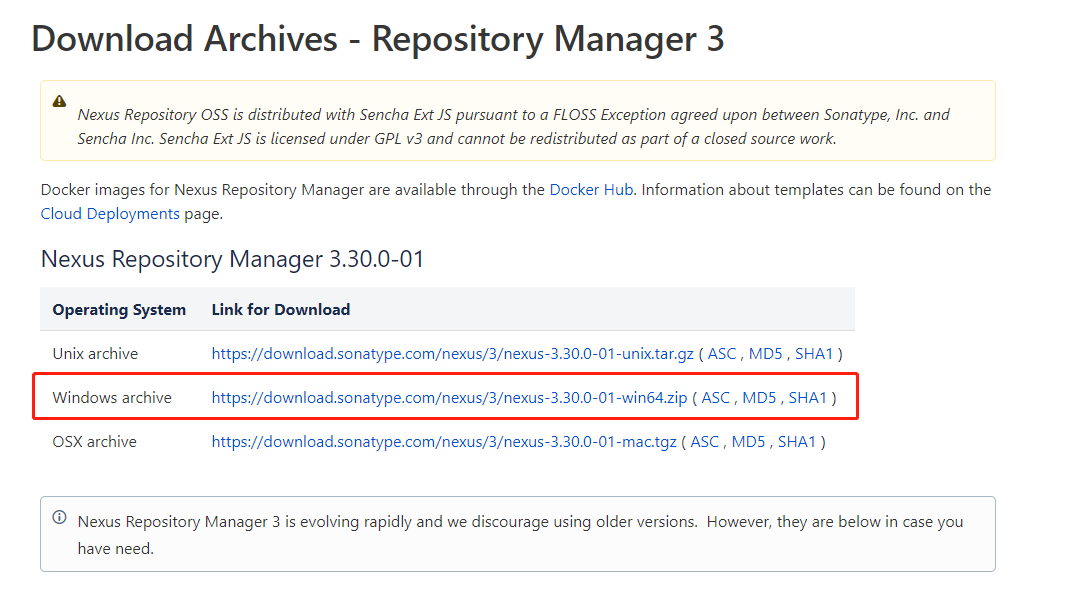 Download Archives - Repository Manager 3
Nexus Repository OSS is distributed with Sencha Ext JS pursuant to a FLOSS Exception agreed upon between Sonatype, Inc. and
Sencha Inc. Sencha Ext JS is licensed under GPL v3 and cannot be redistributed as part of a closed source work.
Docker images for Nexus Repository Manager are available through the Docker Hub. Information about templates can be found on the
Cloud Deployments page.
Nexus Repository Manager 3.30.0-01
Operating System Link for Download
Unix archive https://download.sonatype.com/nexus/3/nexus-3.30.0-01-unix.tar.gz ( ASC , MD5 , SHA1 )
Windows archive https://download.sonatype.com/nexus/3/nexus-3.30.0-01-win64.zip ( ASC , MD5 , SHA1 )
OSX archive https://download.sonatype.com/nexus/3/nexus-3.30.0-01-mac.tgz ( ASC , MD5 , SHA1 )
Nexus Repository Manager 3 is evolving rapidly and we discourage using older versions.  However, they are below in case you
have need.